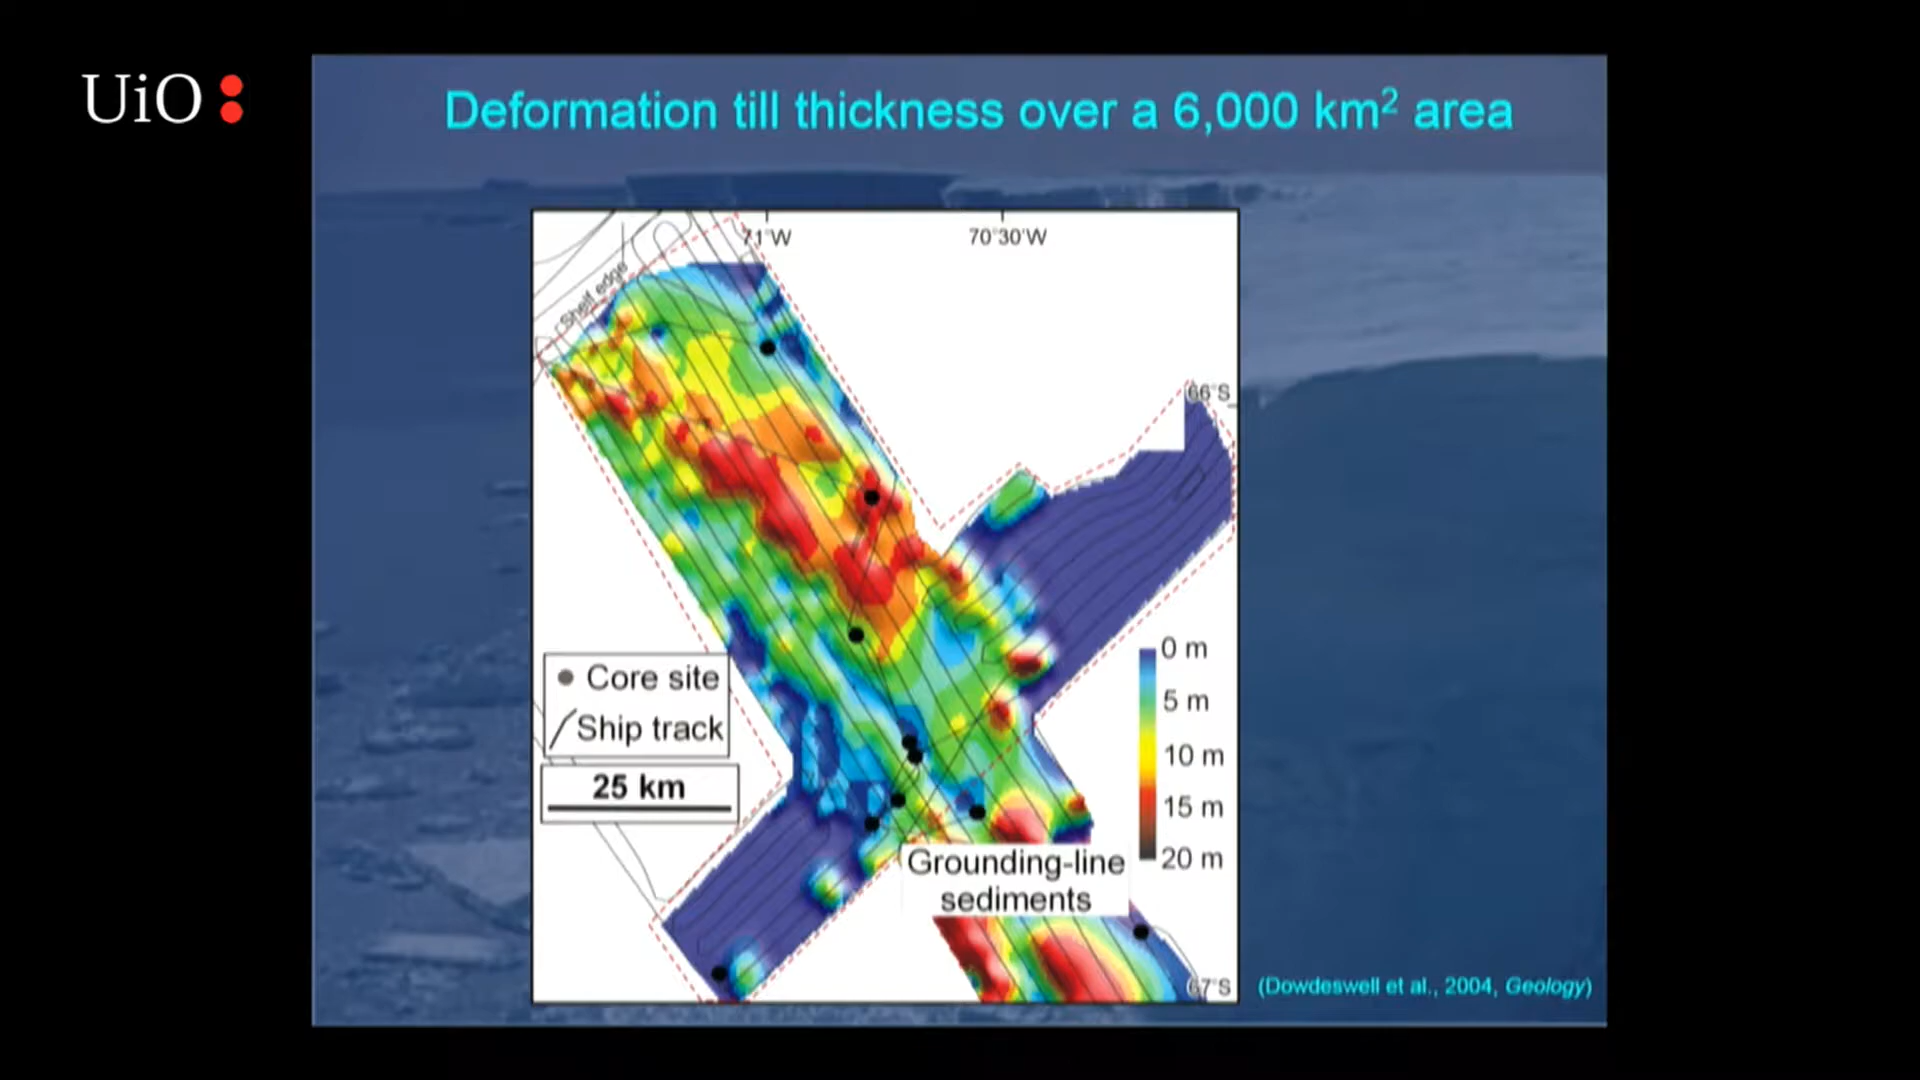 UiO
Deformation till thickness over a 6,000 km² area
71°W
70°30'W
Shelf edge
66°S
Core site
Ship track
25 km
0 m
5 m
10 m
15 m
20 m
Grounding-line
sediments
67°S
(Dowdeswell et al., 2004, Geology)